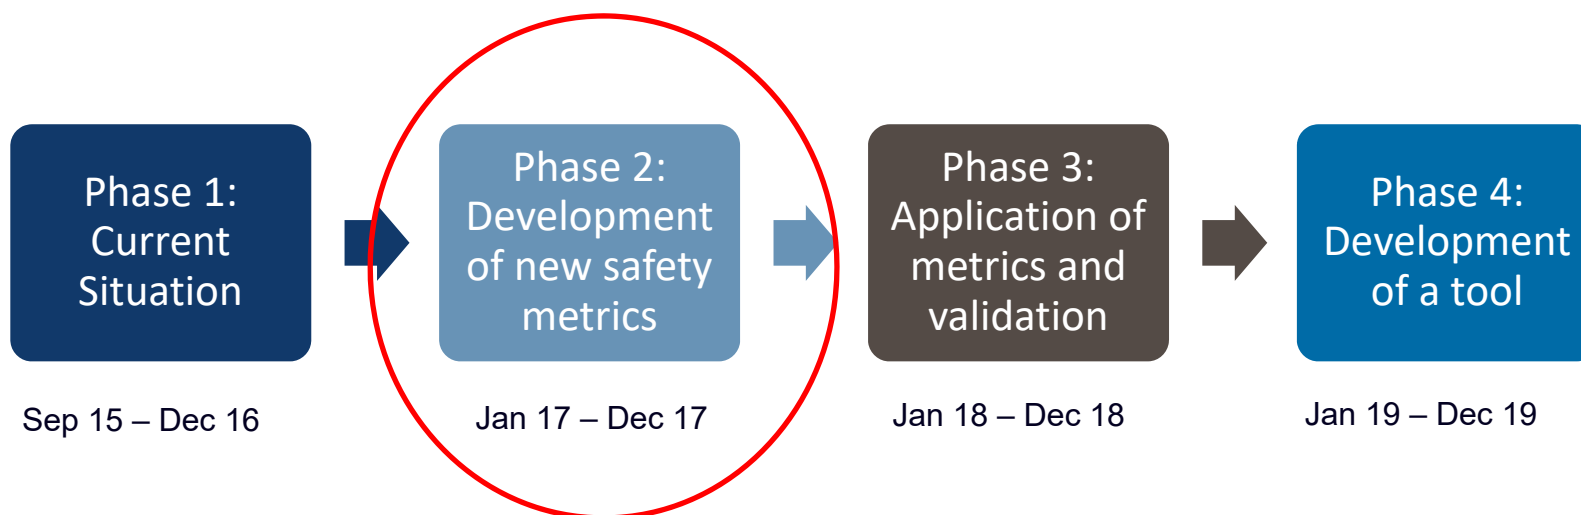 Phase 1:
Current
Situation
Phase 2:
Development
of new safety
metrics
Phase 3:
Application of
metrics and
validation
Phase 4:
Development
of a tool
Sep 15 – Dec 16
Jan 17 – Dec 17
Jan 18 – Dec 18
Jan 19 – Dec 19